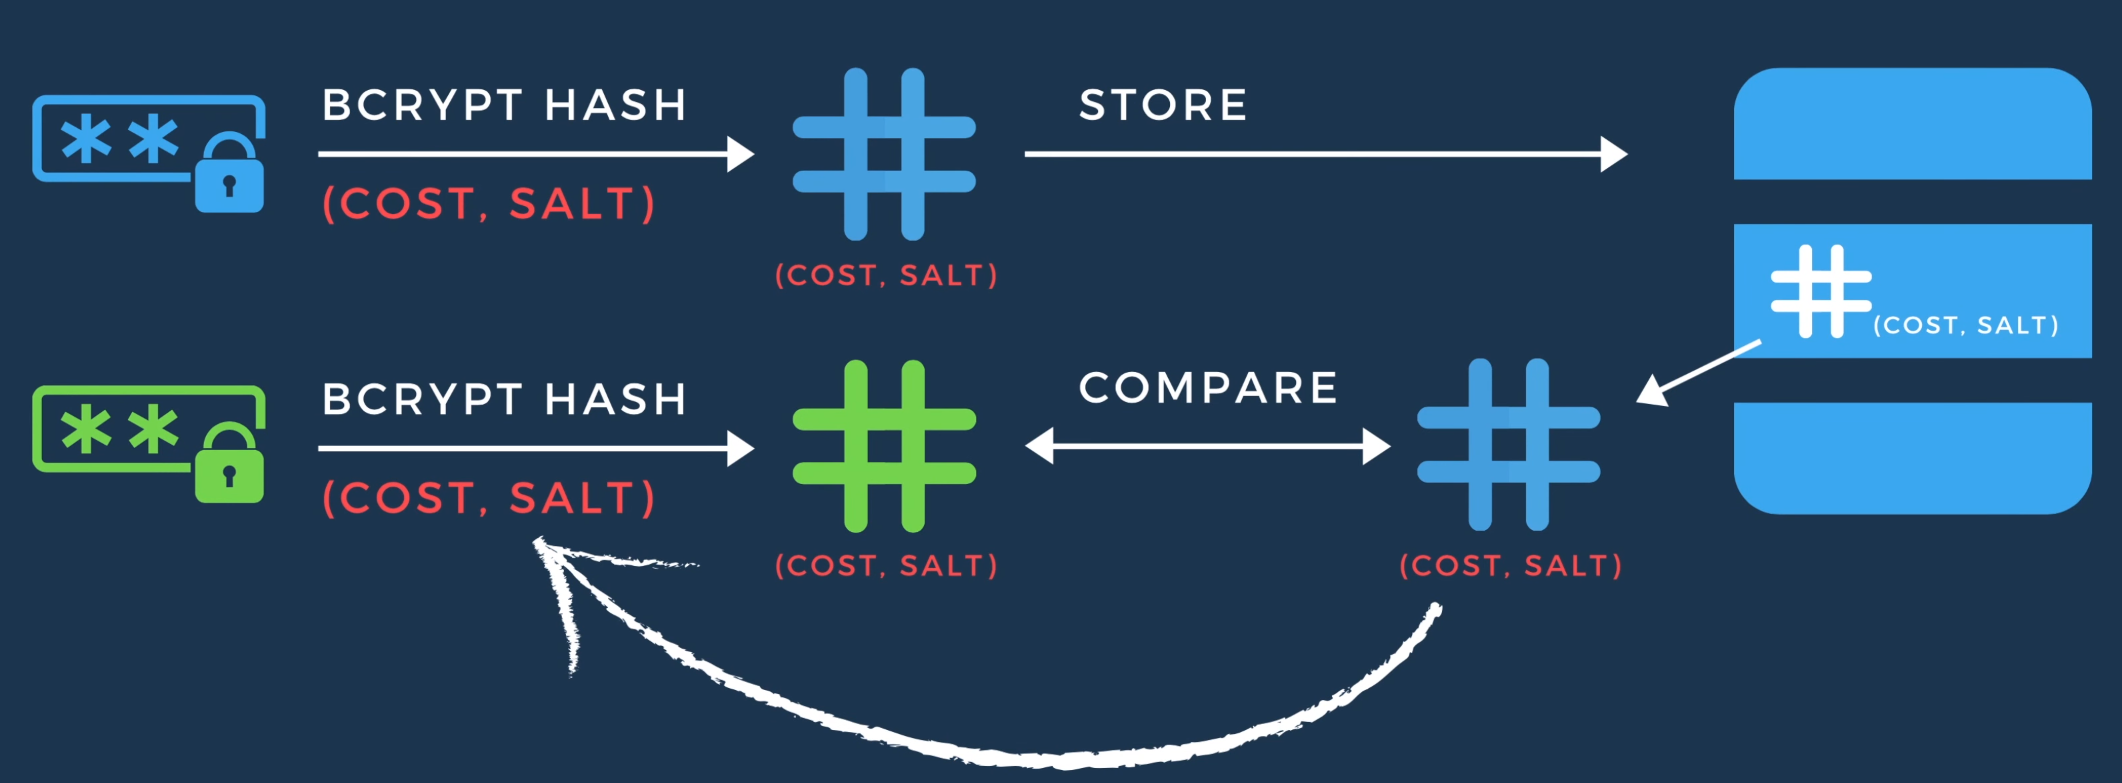 BCRYPT HASH
(COST, SALT)
(COST, SALT)
STORE
(COST, SALT)
BCRYPT HASH
(COST, SALT)
(COST, SALT)
COMPARE
(COST, SALT)